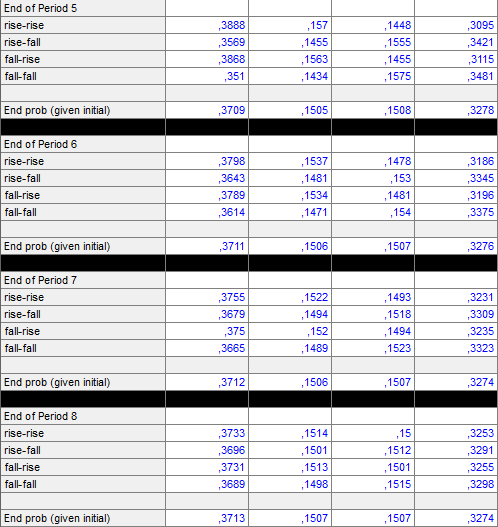 End of Period 5
rise-rise ,3888 ,157 ,1448 ,3095
rise-fall ,3569 ,1455 ,1555 ,3421
fall-rise ,3868 ,1563 ,1455 ,3115
fall-fall ,351 ,1434 ,1575 ,3481
End prob (given initial) ,3709 ,1505 ,1508 ,3278
End of Period 6
rise-rise ,3798 ,1537 ,1478 ,3186
rise-fall ,3643 ,1481 ,153 ,3345
fall-rise ,3789 ,1534 ,1481 ,3196
fall-fall ,3614 ,1471 ,154 ,3375
End prob (given initial) ,3711 ,1506 ,1507 ,3276
End of Period 7
rise-rise ,3755 ,1522 ,1493 ,3231
rise-fall ,3679 ,1494 ,1518 ,3309
fall-rise ,375 ,152 ,1494 ,3235
fall-fall ,3665 ,1489 ,1523 ,3323
End prob (given initial) ,3712 ,1506 ,1507 ,3274
End of Period 8
rise-rise ,3733 ,1514 ,15 ,3253
rise-fall ,3696 ,1501 ,1512 ,3291
fall-rise ,3731 ,1513 ,1501 ,3255
fall-fall ,3689 ,1498 ,1515 ,3298
End prob (given initial) ,3713 ,1507 ,1507 ,3274